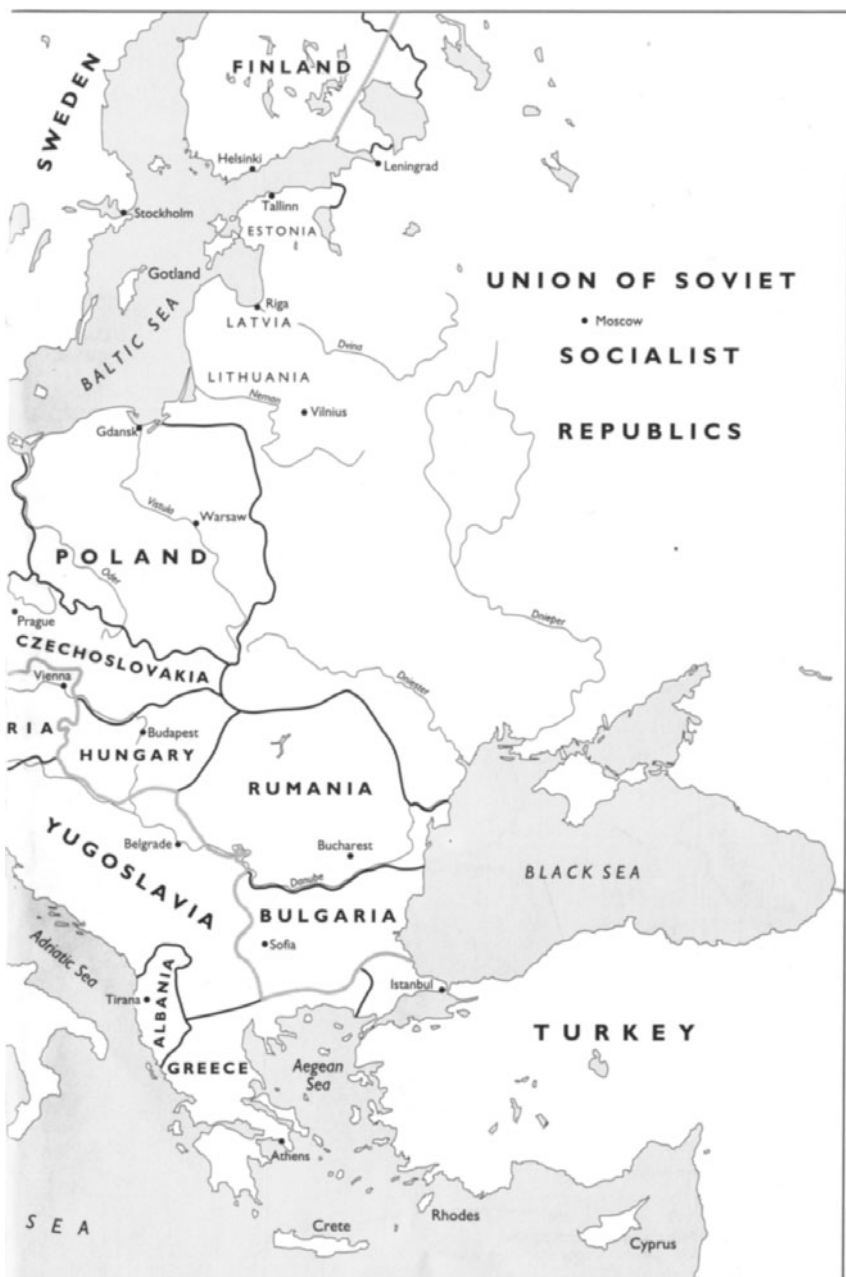 FINLAND
SWEDEN
Helsinki
Leningrad
Tallinn
Stockholm
ESTONIA
Gotland
UNION OF SOVIET
Riga
Moscow
LATVIA
BALTIC SEA
Dvina
SOCIALIST
LITHUANIA
Neman
Vilnius
Gdansk
REPUBLICS
Vistula
Warsaw
POLAND
Oder
Prague
Dnieper
CZECHOSLOVAKIA
Vienna
Dniester
RIA
Budapest
HUNGARY
RUMANIA
YUGOSLAVIA
Belgrade
Bucharest
BLACK SEA
Danube
BULGARIA
Adriatic Sea
Sofia
Istanbul
Tirana
ALBANIA
TURKEY
GREECE
Aegean
Sea
Athens
SEA
Crete
Rhodes
Cyprus